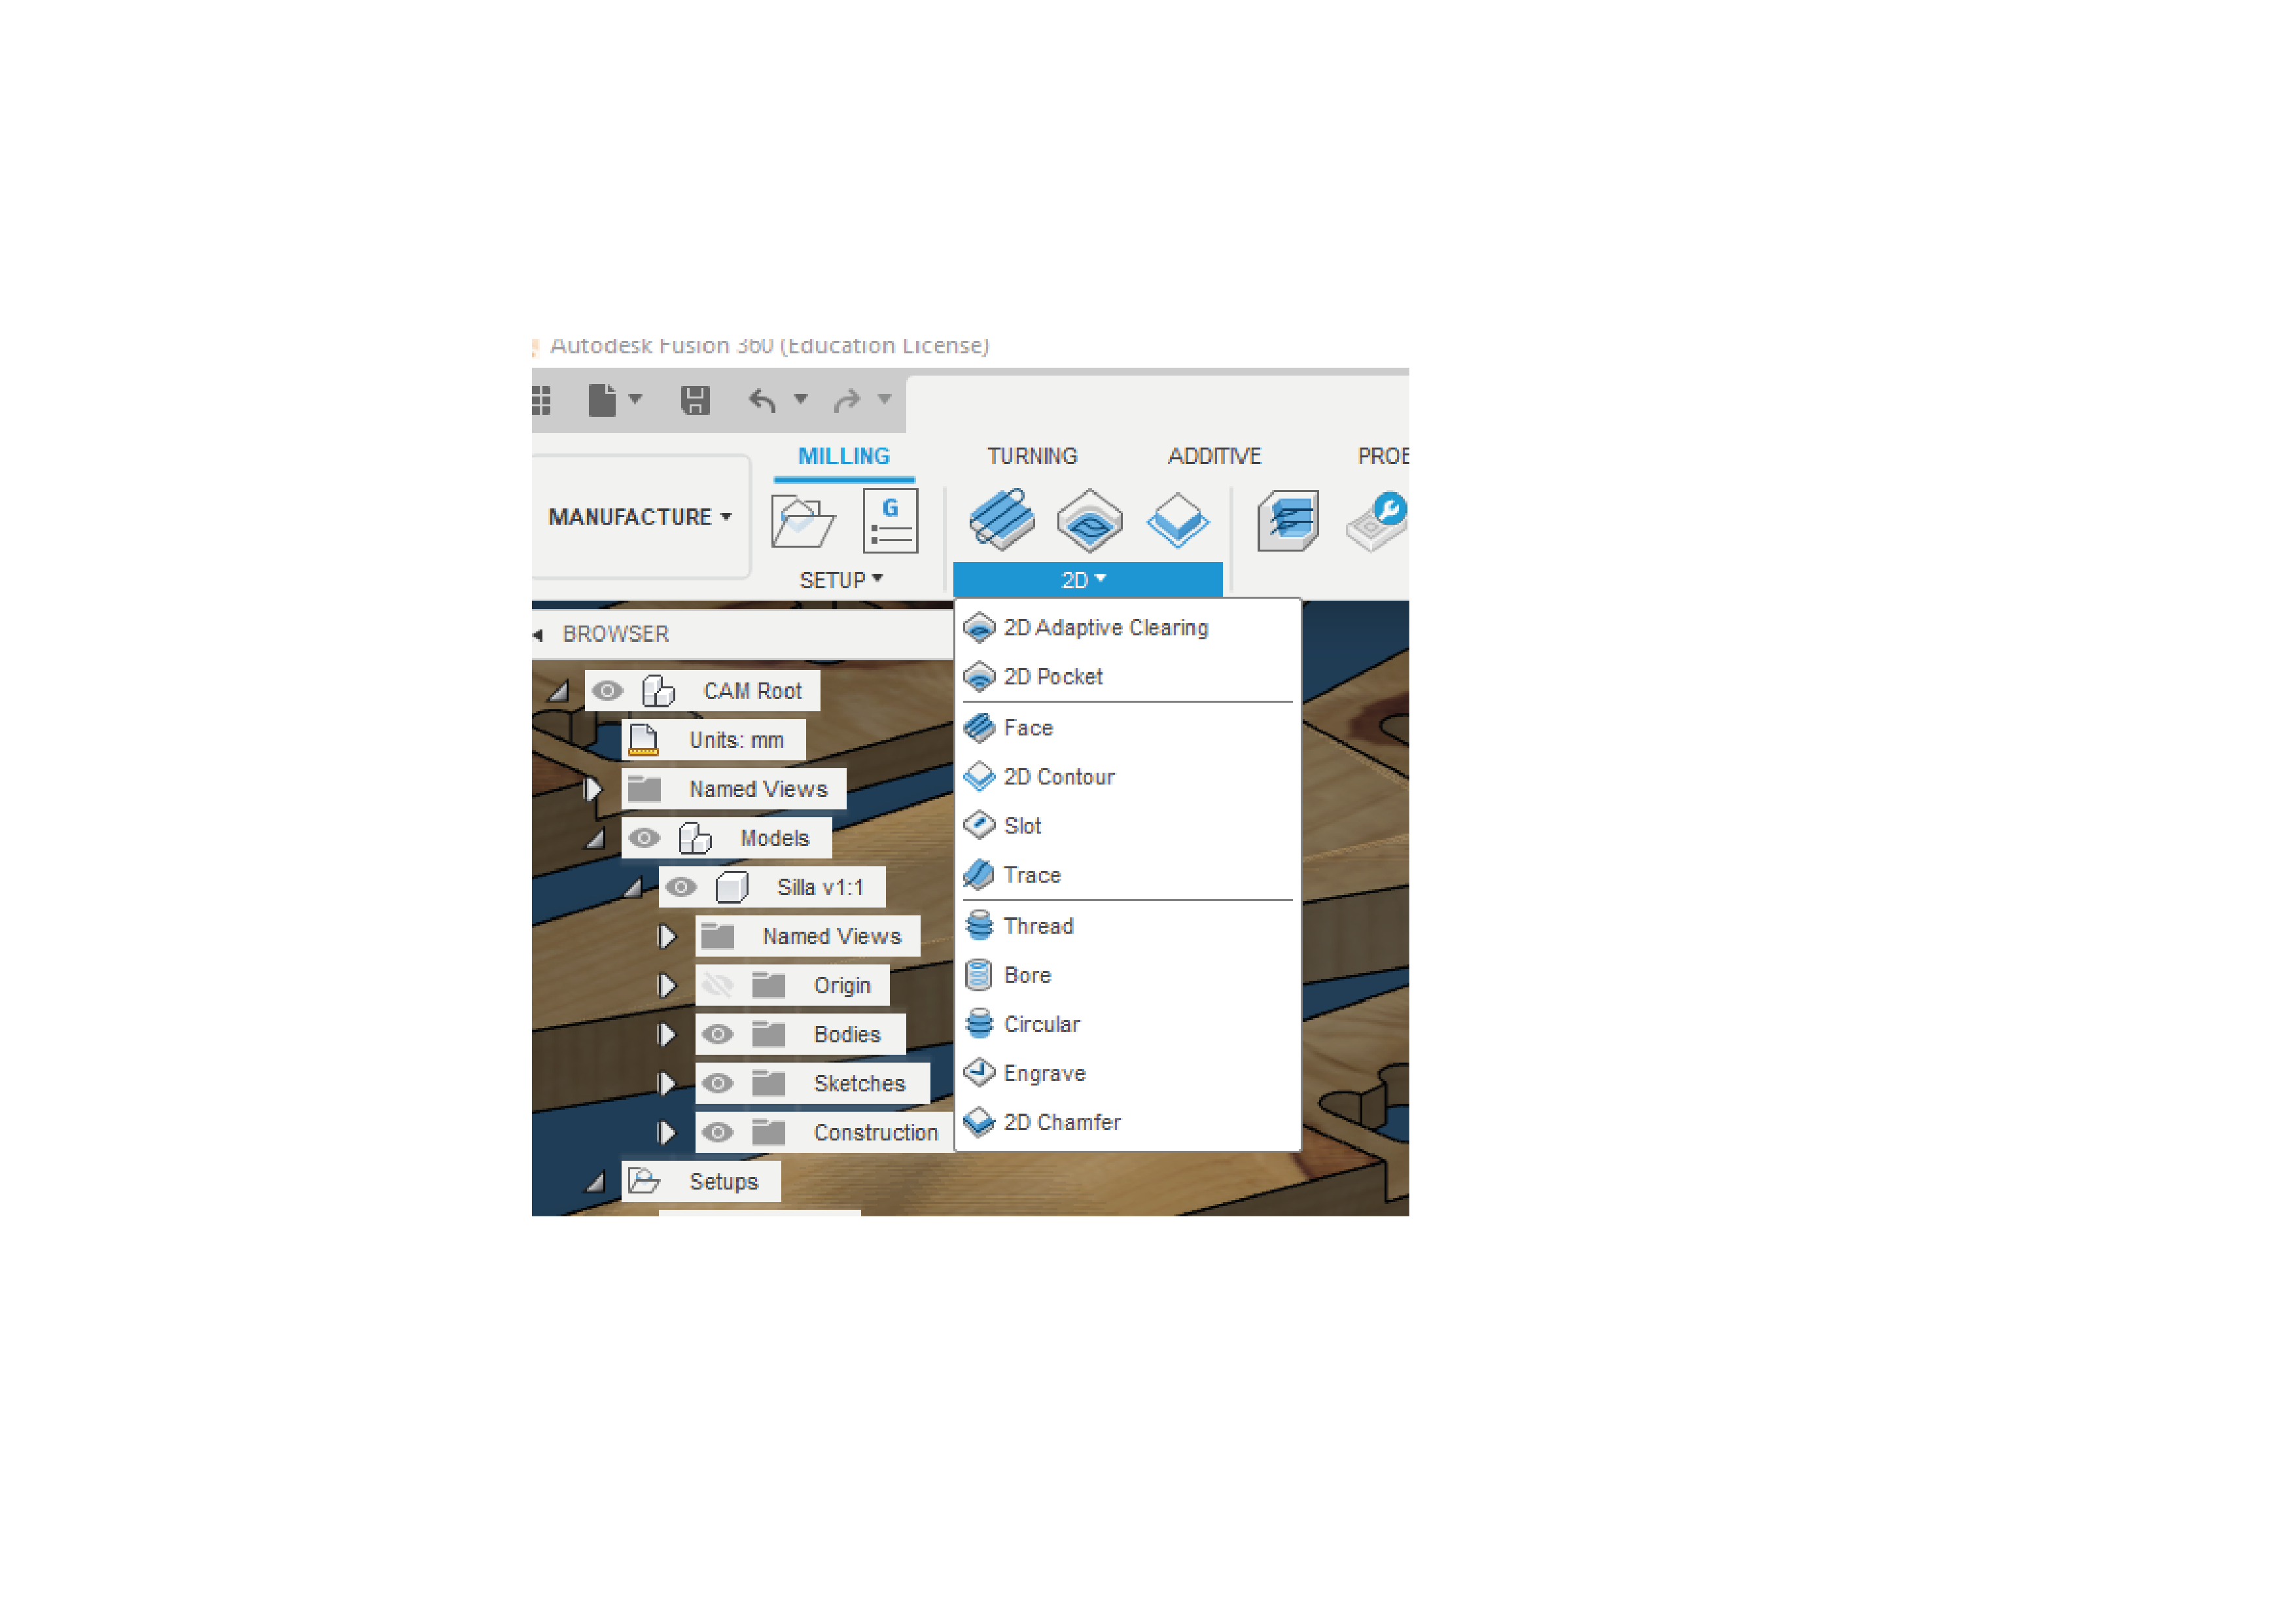 Autodesk Fusion 360 (Education License)
MILLING TURNING ADDITIVE PROB
MANUFACTURE
G
SETUP 2D
BROWSER
CAM Root
Units: mm
Named Views
Models
Silla v1:1
Named Views
Origin
Bodies
Sketches
Construction
Setups
2D Adaptive Clearing
2D Pocket
Face
2D Contour
Slot
Trace
Thread
Bore
Circular
Engrave
2D Chamfer